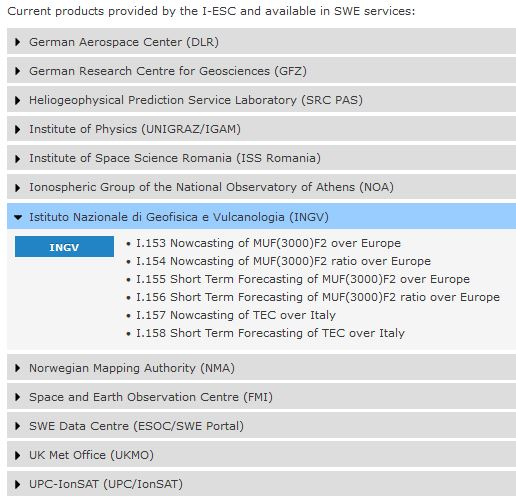 Current products provided by the I-ESC and available in SWE services:
German Aerospace Center (DLR)
German Research Centre for Geosciences (GFZ)
Heliogeophysical Prediction Service Laboratory (SRC PAS)
Institute of Physics (UNIGRAZ/IGAM)
Institute of Space Science Romania (ISS Romania)
Ionospheric Group of the National Observatory of Athens (NOA)
Istituto Nazionale di Geofisica e Vulcanologia (INGV)
INGV
• I.153 Nowcasting of MUF(3000)F2 over Europe
• I.154 Nowcasting of MUF(3000)F2 ratio over Europe
• I.155 Short Term Forecasting of MUF(3000)F2 over Europe
• I.156 Short Term Forecasting of MUF(3000)F2 ratio over Europe
• I.157 Nowcasting of TEC over Italy
• I.158 Short Term Forecasting of TEC over Italy
Norwegian Mapping Authority (NMA)
Space and Earth Observation Centre (FMI)
SWE Data Centre (ESOC/SWE Portal)
UK Met Office (UKMO)
UPC-IonSAT (UPC/IonSAT)